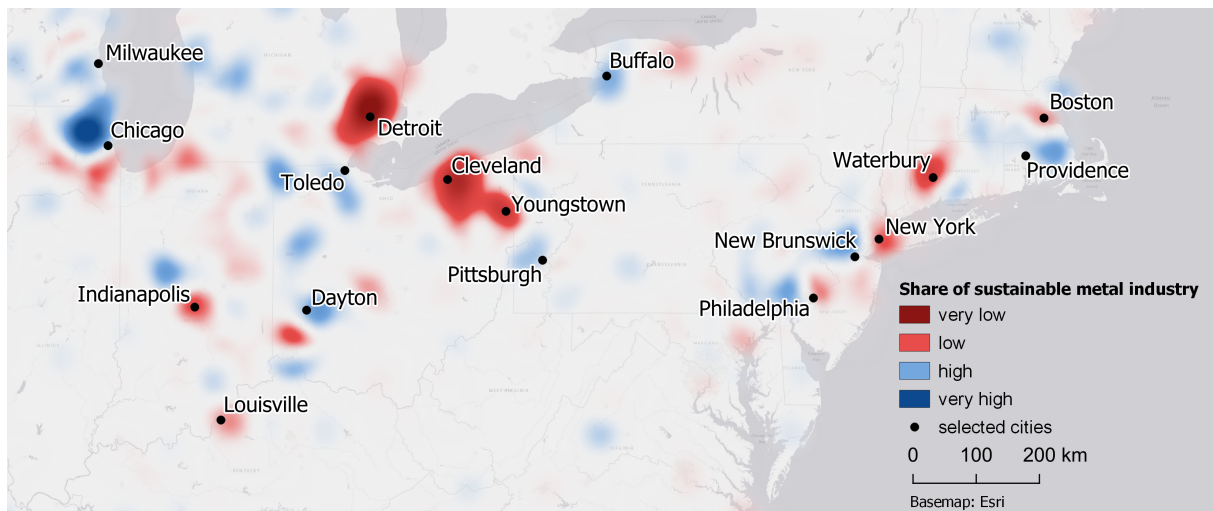 Milwaukee
Buffalo
Boston
Chicago
Detroit
Waterbury
Cleveland
Providence
Toledo
Youngstown
New York
New Brunswick
Pittsburgh
Indianapolis
Dayton
Philadelphia
Louisville
Share of sustainable metal industry
very low
low
high
very high
selected cities
0 100 200 km
Basemap: Esri